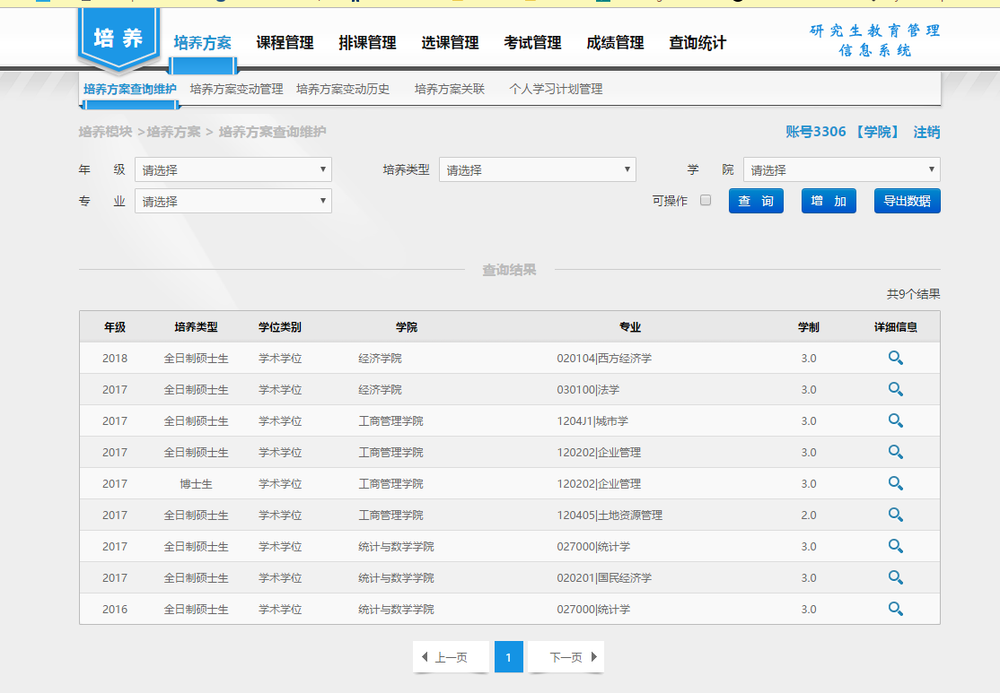 培养
培养方案 课程管理 排课管理 选课管理 考试管理 成绩管理 查询统计
研究生教育管理
信息系统
培养方案查询维护 培养方案变动管理 培养方案变动历史 培养方案关联 个人学习计划管理
培养模块 >培养方案 > 培养方案查询维护 账号3306 【学院】 注销
年 级 请选择 培养类型 请选择 学 院 请选择
专 业 请选择 可操作 查 询 增 加 导出数据
查询结果
共9个结果
年级 培养类型 学位类别 学院 专业 学制 详细信息
2018 全日制硕士生 学术学位 经济学院 020104|西方经济学 3.0
2017 全日制硕士生 学术学位 经济学院 030100|法学 3.0
2017 全日制硕士生 学术学位 工商管理学院 1204J1|城市学 3.0
2017 全日制硕士生 学术学位 工商管理学院 120202|企业管理 3.0
2017 博士生 学术学位 工商管理学院 120202|企业管理 3.0
2017 全日制硕士生 学术学位 工商管理学院 120405|土地资源管理 2.0
2017 全日制硕士生 学术学位 统计与数学学院 027000|统计学 3.0
2017 全日制硕士生 学术学位 统计与数学学院 020201|国民经济学 3.0
2016 全日制硕士生 学术学位 统计与数学学院 027000|统计学 3.0
上一页 1 下一页